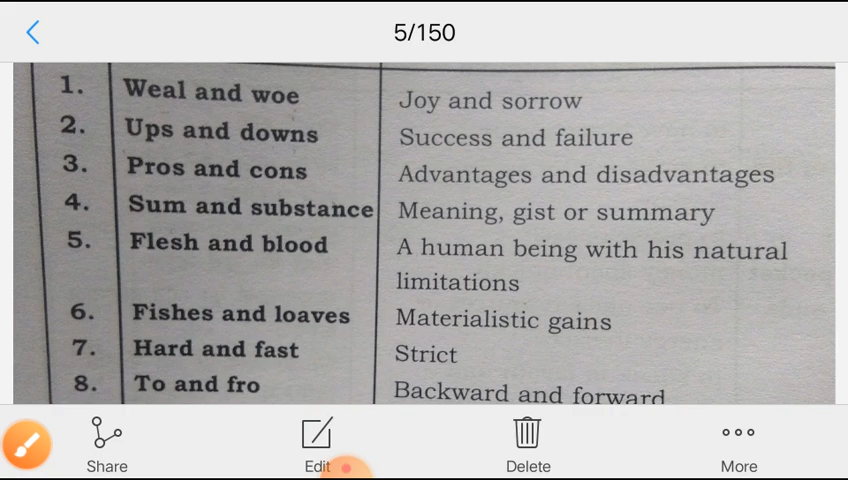 5/150
1. Weal and woe Joy and sorrow
2. Ups and downs Success and failure
3. Pros and cons Advantages and disadvantages
4. Sum and substance Meaning, gist or summary
5. Flesh and blood A human being with his natural
limitations
6. Fishes and loaves Materialistic gains
7. Hard and fast Strict
8. To and fro Backward and forward
Share Edit Delete More